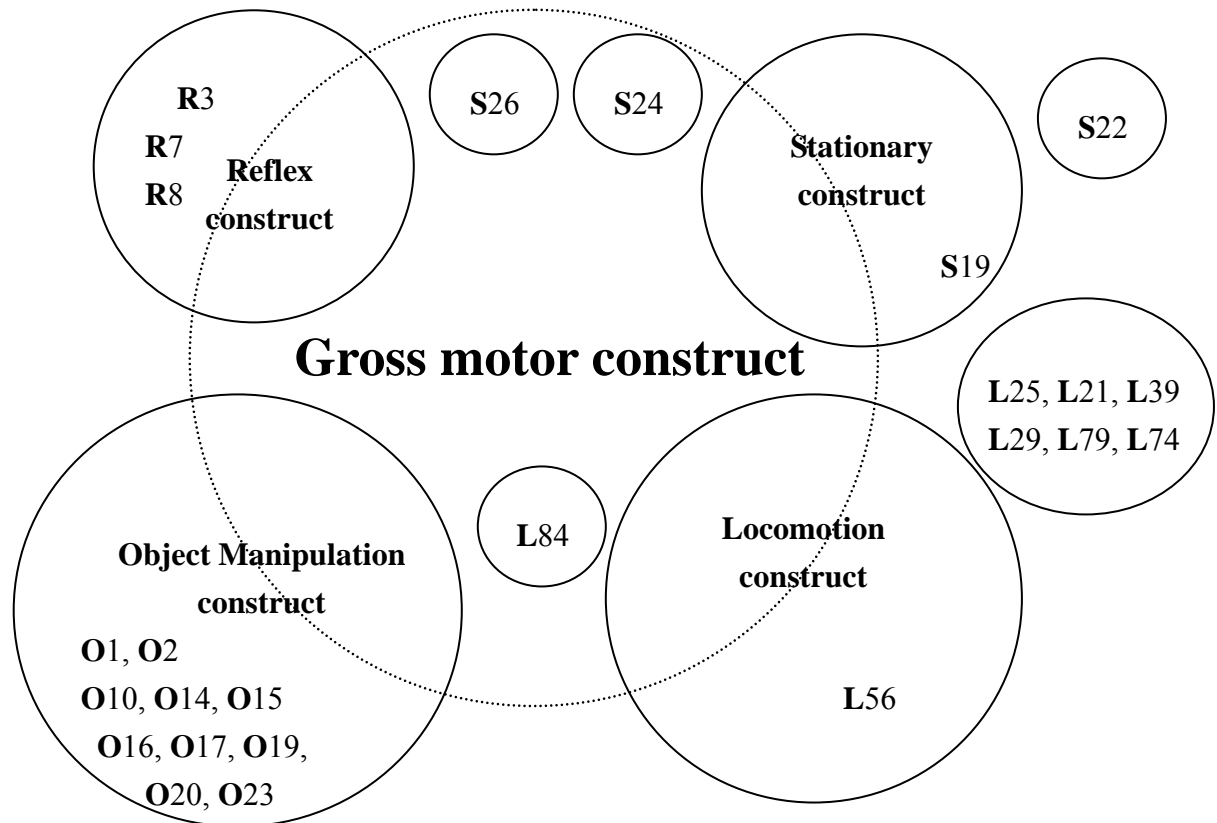 R3
R7
R8
Reflex
construct
S26
S24
Stationary
construct
S19
S22
Gross motor construct
L25, L21, L39
L29, L79, L74
Object Manipulation
construct
O1, O2
O10, O14, O15
O16, O17, O19,
O20, O23
L84
Locomotion
construct
L56